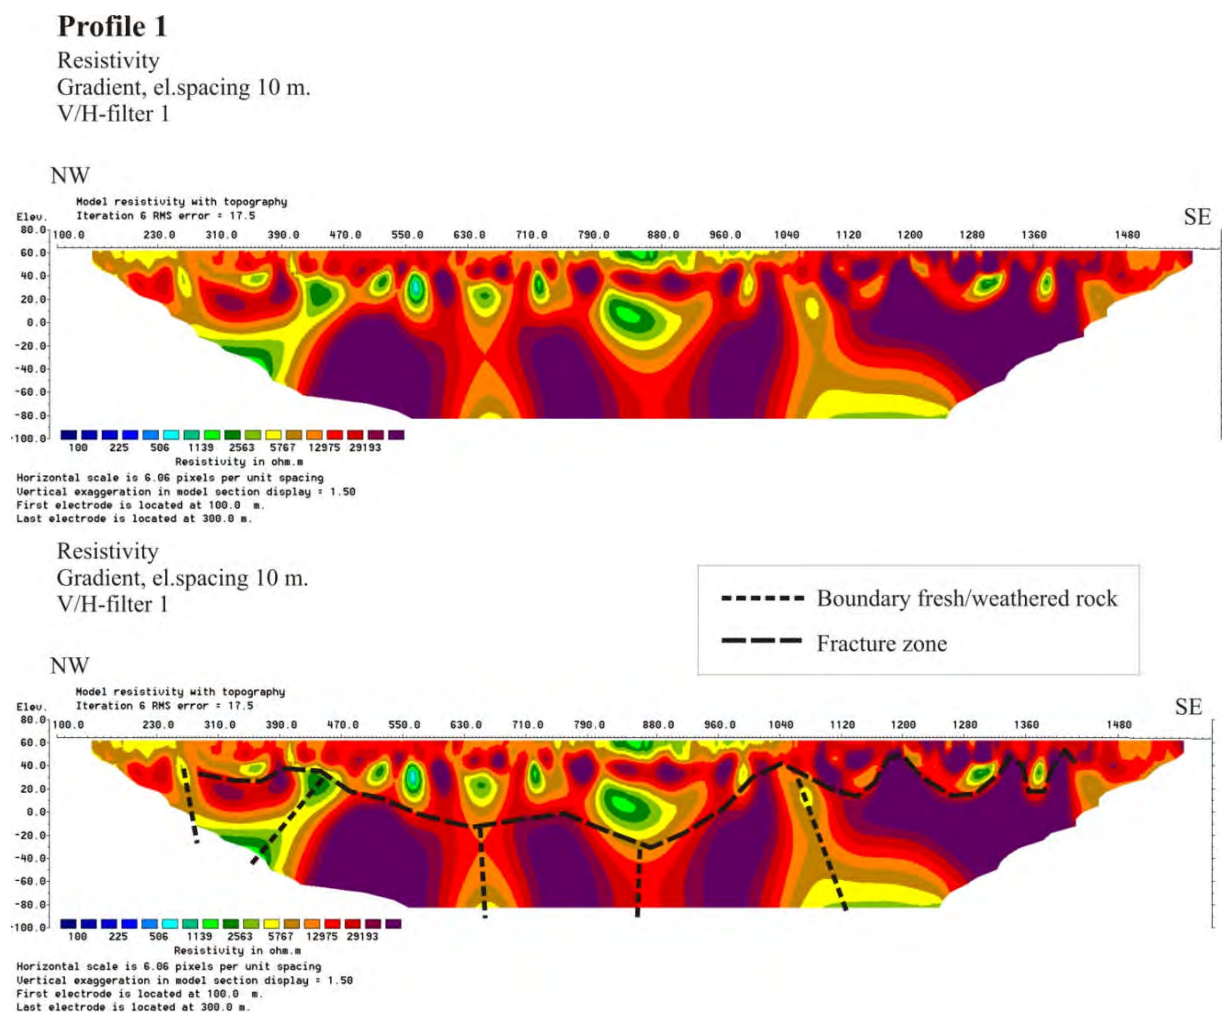 Profile 1
Resistivity
Gradient, el.spacing 10 m.
V/H-filter 1
NW
Model resistivity with topography
Iteration 6 RMS error = 17.5
SE
Elev.
80.0 100.0 230.0 310.0 390.0 470.0 550.0 630.0 710.0 790.0 880.0 960.0 1040 1120 1200 1280 1360 1480
60.0
40.0
20.0
0.0
-20.0
-40.0
-60.0
-80.0
-100.0
100 225 506 1139 2563 5767 12975 29193
Resistivity in ohm.m
Horizontal scale is 6.06 pixels per unit spacing
Vertical exaggeration in model section display = 1.50
First electrode is located at 100.0 m.
Last electrode is located at 300.0 m.
Resistivity
Gradient, el.spacing 10 m.
V/H-filter 1
Boundary fresh/weathered rock
Fracture zone
NW
Model resistivity with topography
Iteration 6 RMS error = 17.5
SE
Elev.
80.0 100.0 230.0 310.0 390.0 470.0 550.0 630.0 710.0 790.0 880.0 960.0 1040 1120 1200 1280 1360 1480
60.0
40.0
20.0
0.0
-20.0
-40.0
-60.0
-80.0
-100.0
100 225 506 1139 2563 5767 12975 29193
Resistivity in ohm.m
Horizontal scale is 6.06 pixels per unit spacing
Vertical exaggeration in model section display = 1.50
First electrode is located at 100.0 m.
Last electrode is located at 300.0 m.